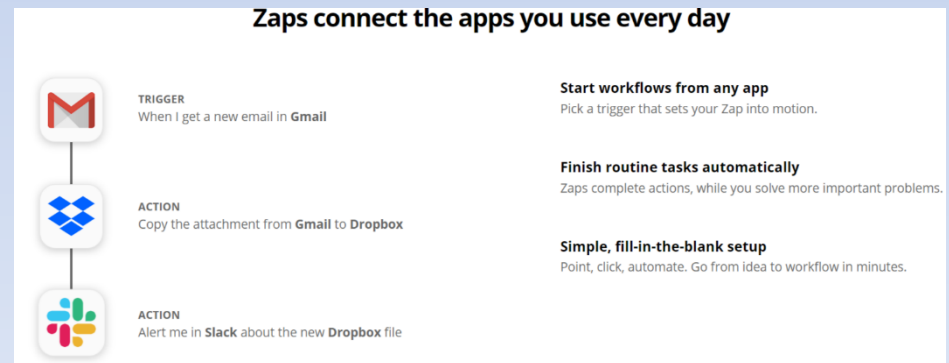 Zaps connect the apps you use every day
TRIGGER
When I get a new email in Gmail
ACTION
Copy the attachment from Gmail to Dropbox
ACTION
Alert me in Slack about the new Dropbox file
Start workflows from any app
Pick a trigger that sets your Zap into motion.
Finish routine tasks automatically
Zaps complete actions, while you solve more important problems.
Simple, fill-in-the-blank setup
Point, click, automate. Go from idea to workflow in minutes.